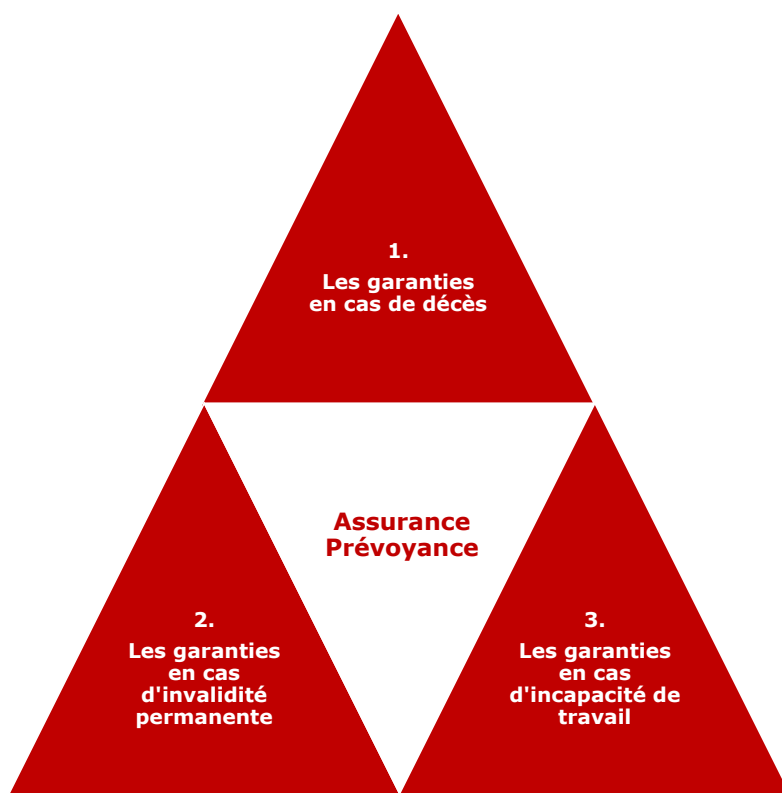 1.
Les garanties
en cas de décès
Assurance
Prévoyance
2.
Les garanties
en cas
d'invalidité
permanente
3.
Les garanties
en cas
d'incapacité de
travail